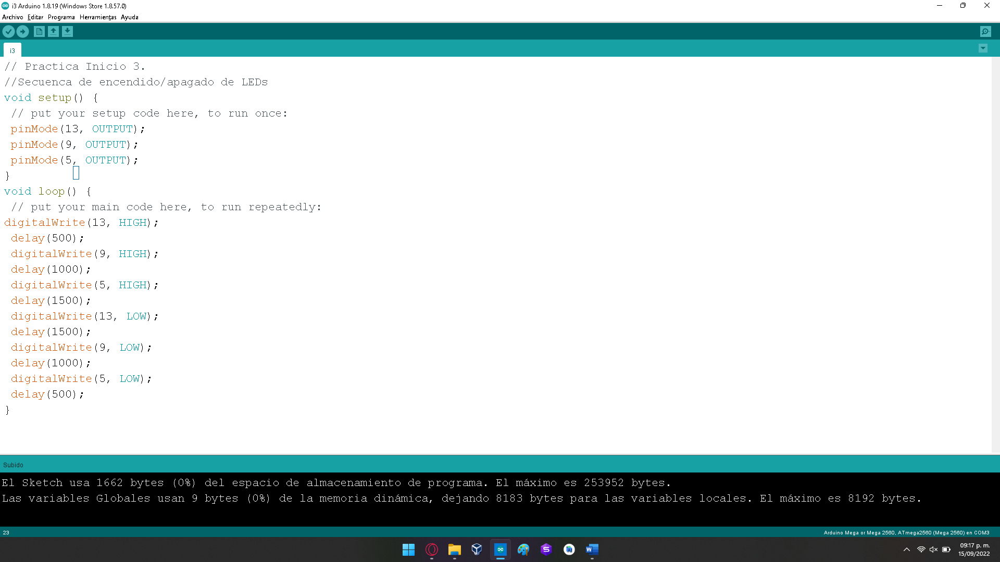 i3 Arduino 1.8.19 (Windows Store 1.8.57.0)
Archivo Editar Programa Herramientas Ayuda
i3
// Practica Inicio 3.
//Secuenca de encendido/apagado de LEDs
void setup() {
// put your setup code here, to run once:
pinMode(13, OUTPUT);
pinMode(9, OUTPUT);
pinMode(5, OUTPUT);
}
void loop() {
// put your main code here, to run repeatedly:
digitalWrite(13, HIGH);
delay(500);
digitalWrite(9, HIGH);
delay(1000);
digitalWrite(5, HIGH);
delay(1500);
digitalWrite(13, LOW);
delay(1500);
digitalWrite(9, LOW);
delay(1000);
digitalWrite(5, LOW);
delay(500);
}
Subido
El Sketch usa 1662 bytes (0%) del espacio de almacenamiento de programa. El máximo es 253952 bytes.
Las variables Globales usan 9 bytes (0%) de la memoria dinámica, dejando 8183 bytes para las variables locales. El máximo es 8192 bytes.
23
Arduino Mega or Mega 2560, ATmega2560 (Mega 2560) en COM3
09:17 p. m.
15/09/2022